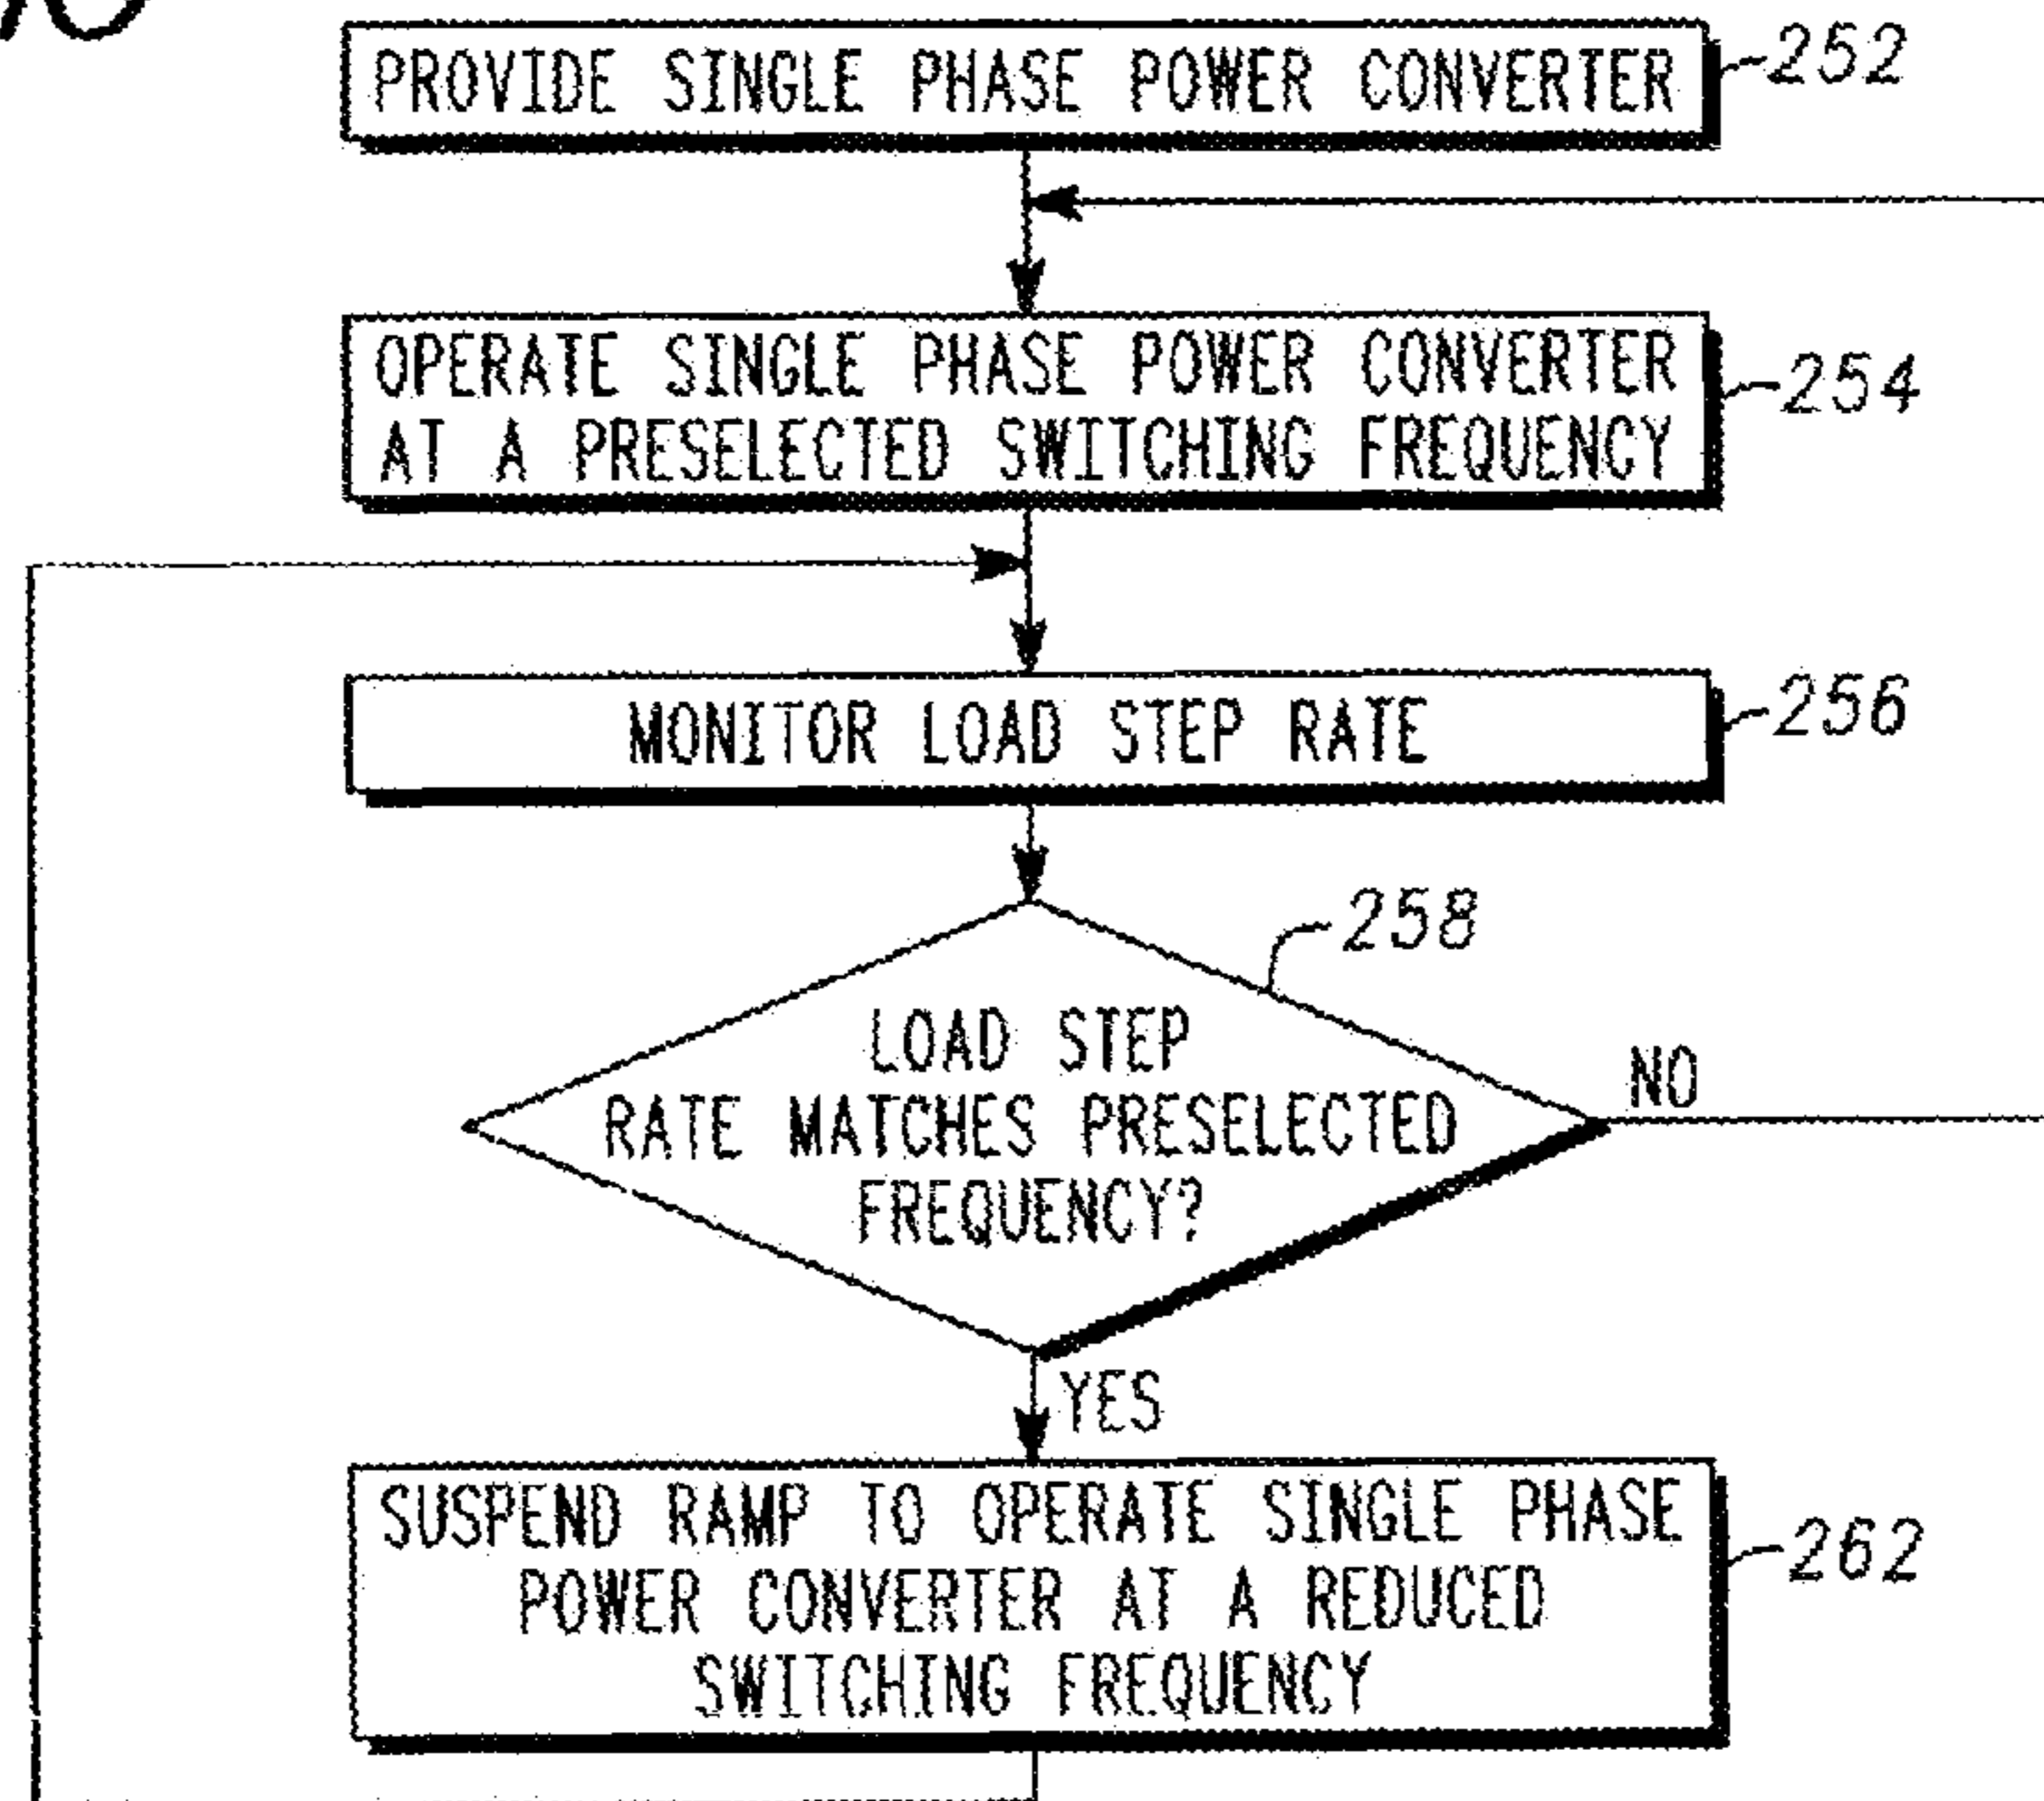 PROVIDE SINGLE PHASE POWER CONVERTER
252
OPERATE SINGLE PHASE POWER CONVERTER
AT A PRESELECTED SWITCHING FREQUENCY
254
MONITOR LOAD STEP RATE
256
258
LOAD STEP
RATE MATCHES PRESELECTED
FREQUENCY?
NO
YES
SUSPEND RAMP TO OPERATE SINGLE PHASE
POWER CONVERTER AT A REDUCED
SWITCHING FREQUENCY
262